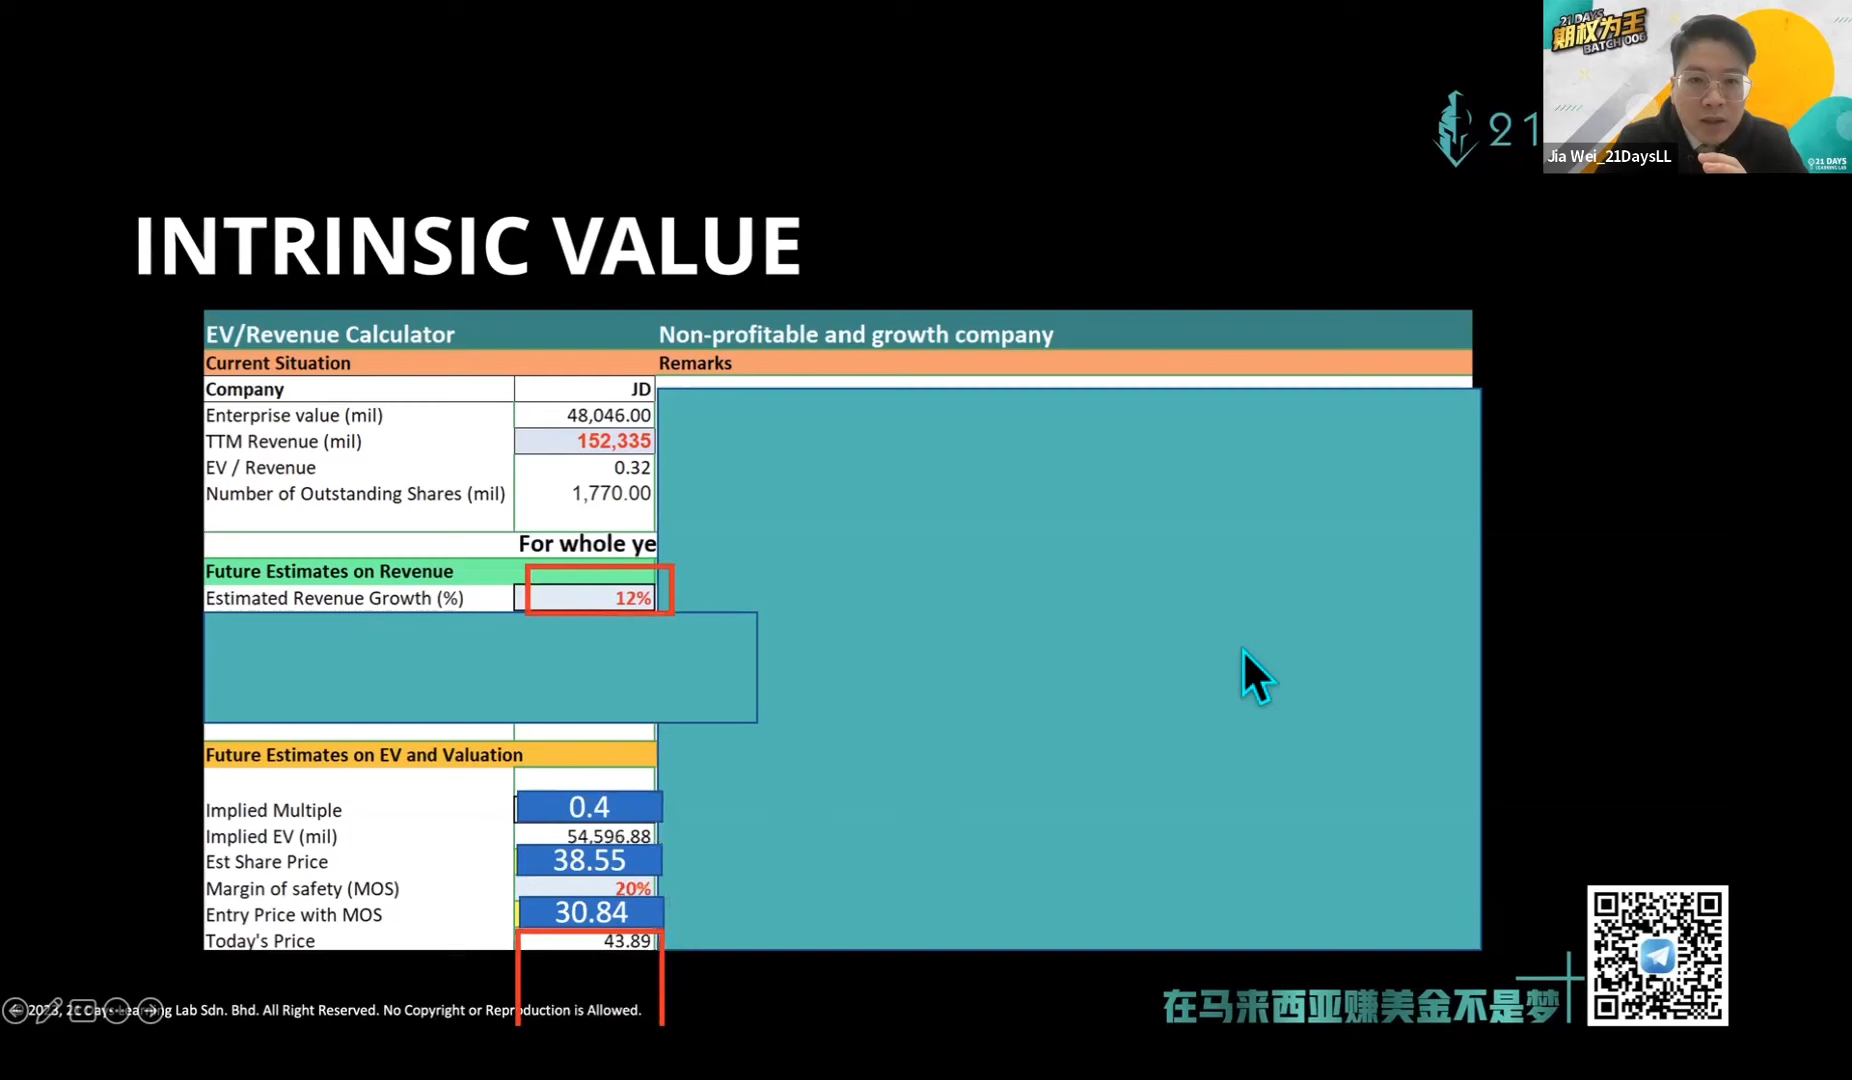 21 DAYS
期权为王
BATCH 006
21
Jia Wei_21DaysLL
21 DAYS
LEARNING LAB
INTRINSIC VALUE
EV/Revenue Calculator Non-profitable and growth company
Current Situation Remarks
Company JD
Enterprise value (mil) 48,046.00
TTM Revenue (mil) 152,335
EV / Revenue 0.32
Number of Outstanding Shares (mil) 1,770.00
For whole ye
Future Estimates on Revenue
Estimated Revenue Growth (%) 12%
Future Estimates on EV and Valuation
Implied Multiple 0.4
Implied EV (mil) 54,596.88
Est Share Price 38.55
Margin of safety (MOS) 20%
Entry Price with MOS 30.84
Today's Price 43.89
Lab Sdn. Bhd. All Right Reserved. No Copyright or Reproduction is Allowed.
在马来西亚赚美金不是梦